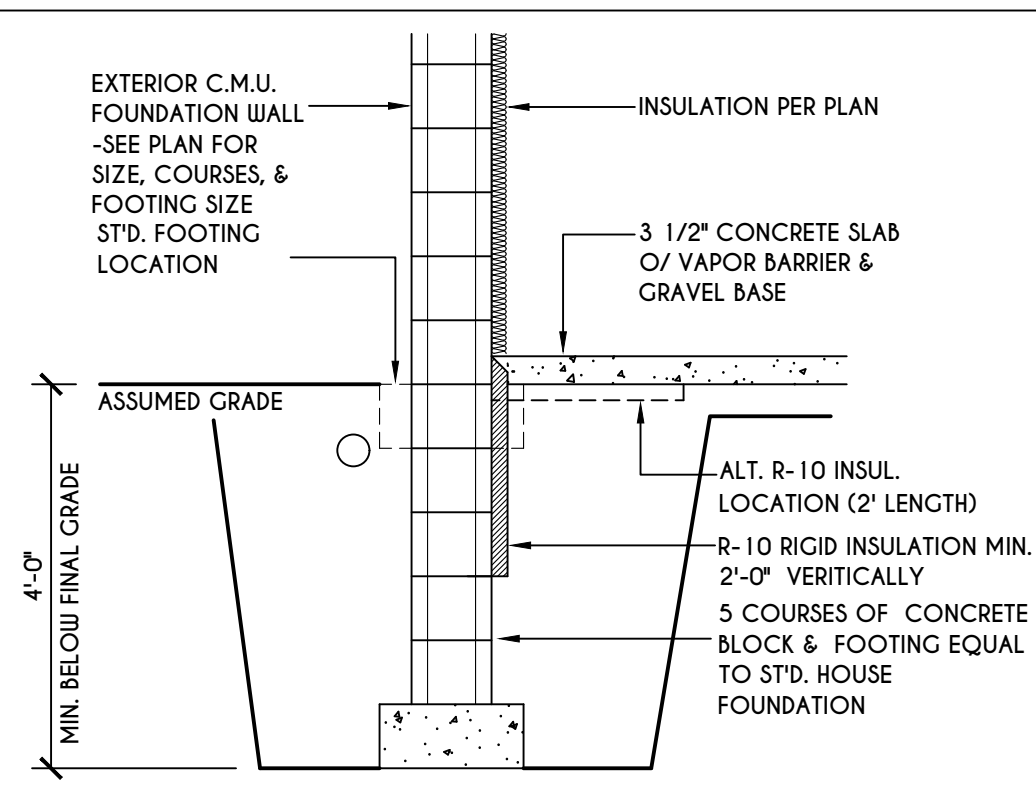 EXTERIOR C.M.U.
FOUNDATION WALL
-SEE PLAN FOR
SIZE, COURSES, &
FOOTING SIZE
ST'D. FOOTING
LOCATION
INSULATION PER PLAN
3 1/2" CONCRETE SLAB
O/ VAPOR BARRIER &
GRAVEL BASE
ASSUMED GRADE
4'-0"
MIN. BELOW FINAL GRADE
ALT. R-10 INSUL.
LOCATION (2' LENGTH)
R-10 RIGID INSULATION MIN.
2'-0" VERITICALLY
5 COURSES OF CONCRETE
BLOCK & FOOTING EQUAL
TO ST'D. HOUSE
FOUNDATION